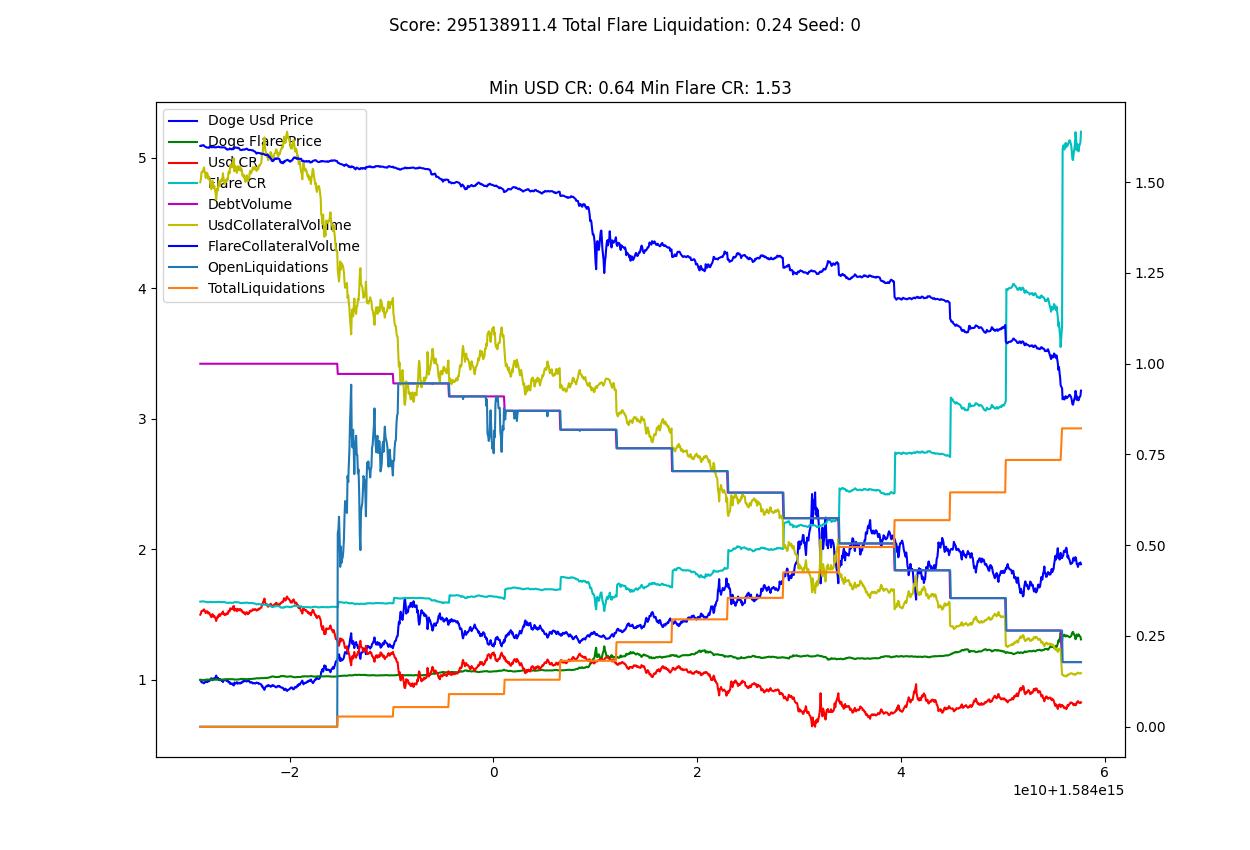 Score: 295138911.4 Total Flare Liquidation: 0.24 Seed: 0
Min USD CR: 0.64 Min Flare CR: 1.53
Doge Usd Price
Doge Flare Price
Usd CR
Flare CR
DebtVolume
UsdCollateralVolume
FlareCollateralVolume
OpenLiquidations
TotalLiquidations
5
4
3
2
1
1.50
1.25
1.00
0.75
0.50
0.25
0.00
−2
0
2
4
6
1e10+1.584e15